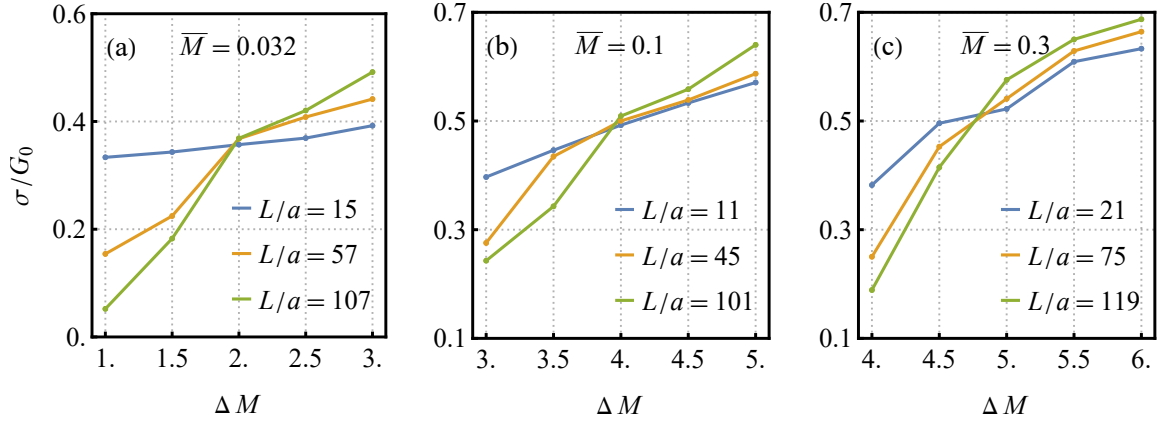 (a) M̅ = 0.032
0.6
0.4
0.2
0.
σ/G₀
L/a = 15
L/a = 57
L/a = 107
1. 1.5 2. 2.5 3.
Δ M
(b) M̅ = 0.1
0.7
0.5
0.3
0.1
L/a = 11
L/a = 45
L/a = 101
3. 3.5 4. 4.5 5.
Δ M
(c) M̅ = 0.3
0.7
0.5
0.3
0.1
L/a = 21
L/a = 75
L/a = 119
4. 4.5 5. 5.5 6.
Δ M